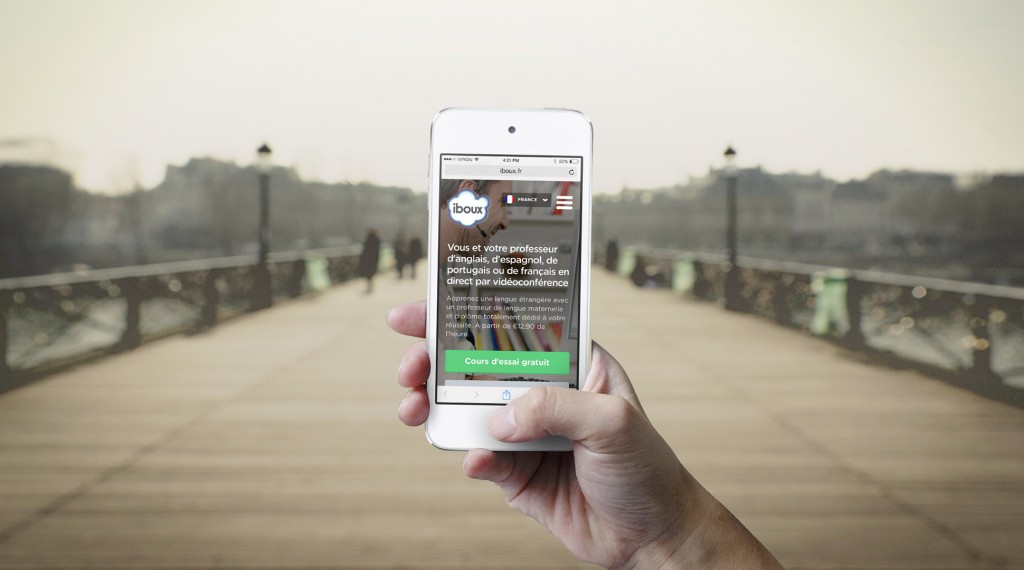 4:21 PM
22%
iboux.fr
iboux
FRANCE
Vous et votre professeur
d'anglais, d'espagnol, de
portugais ou de français en
direct par vidéoconférence
Apprenez une langue étrangère avec
un professeur de langue maternelle
et diplômé totalement dédié à votre
réussite. A partir de €12,90 de
l'heure
Cours d'essai gratuit